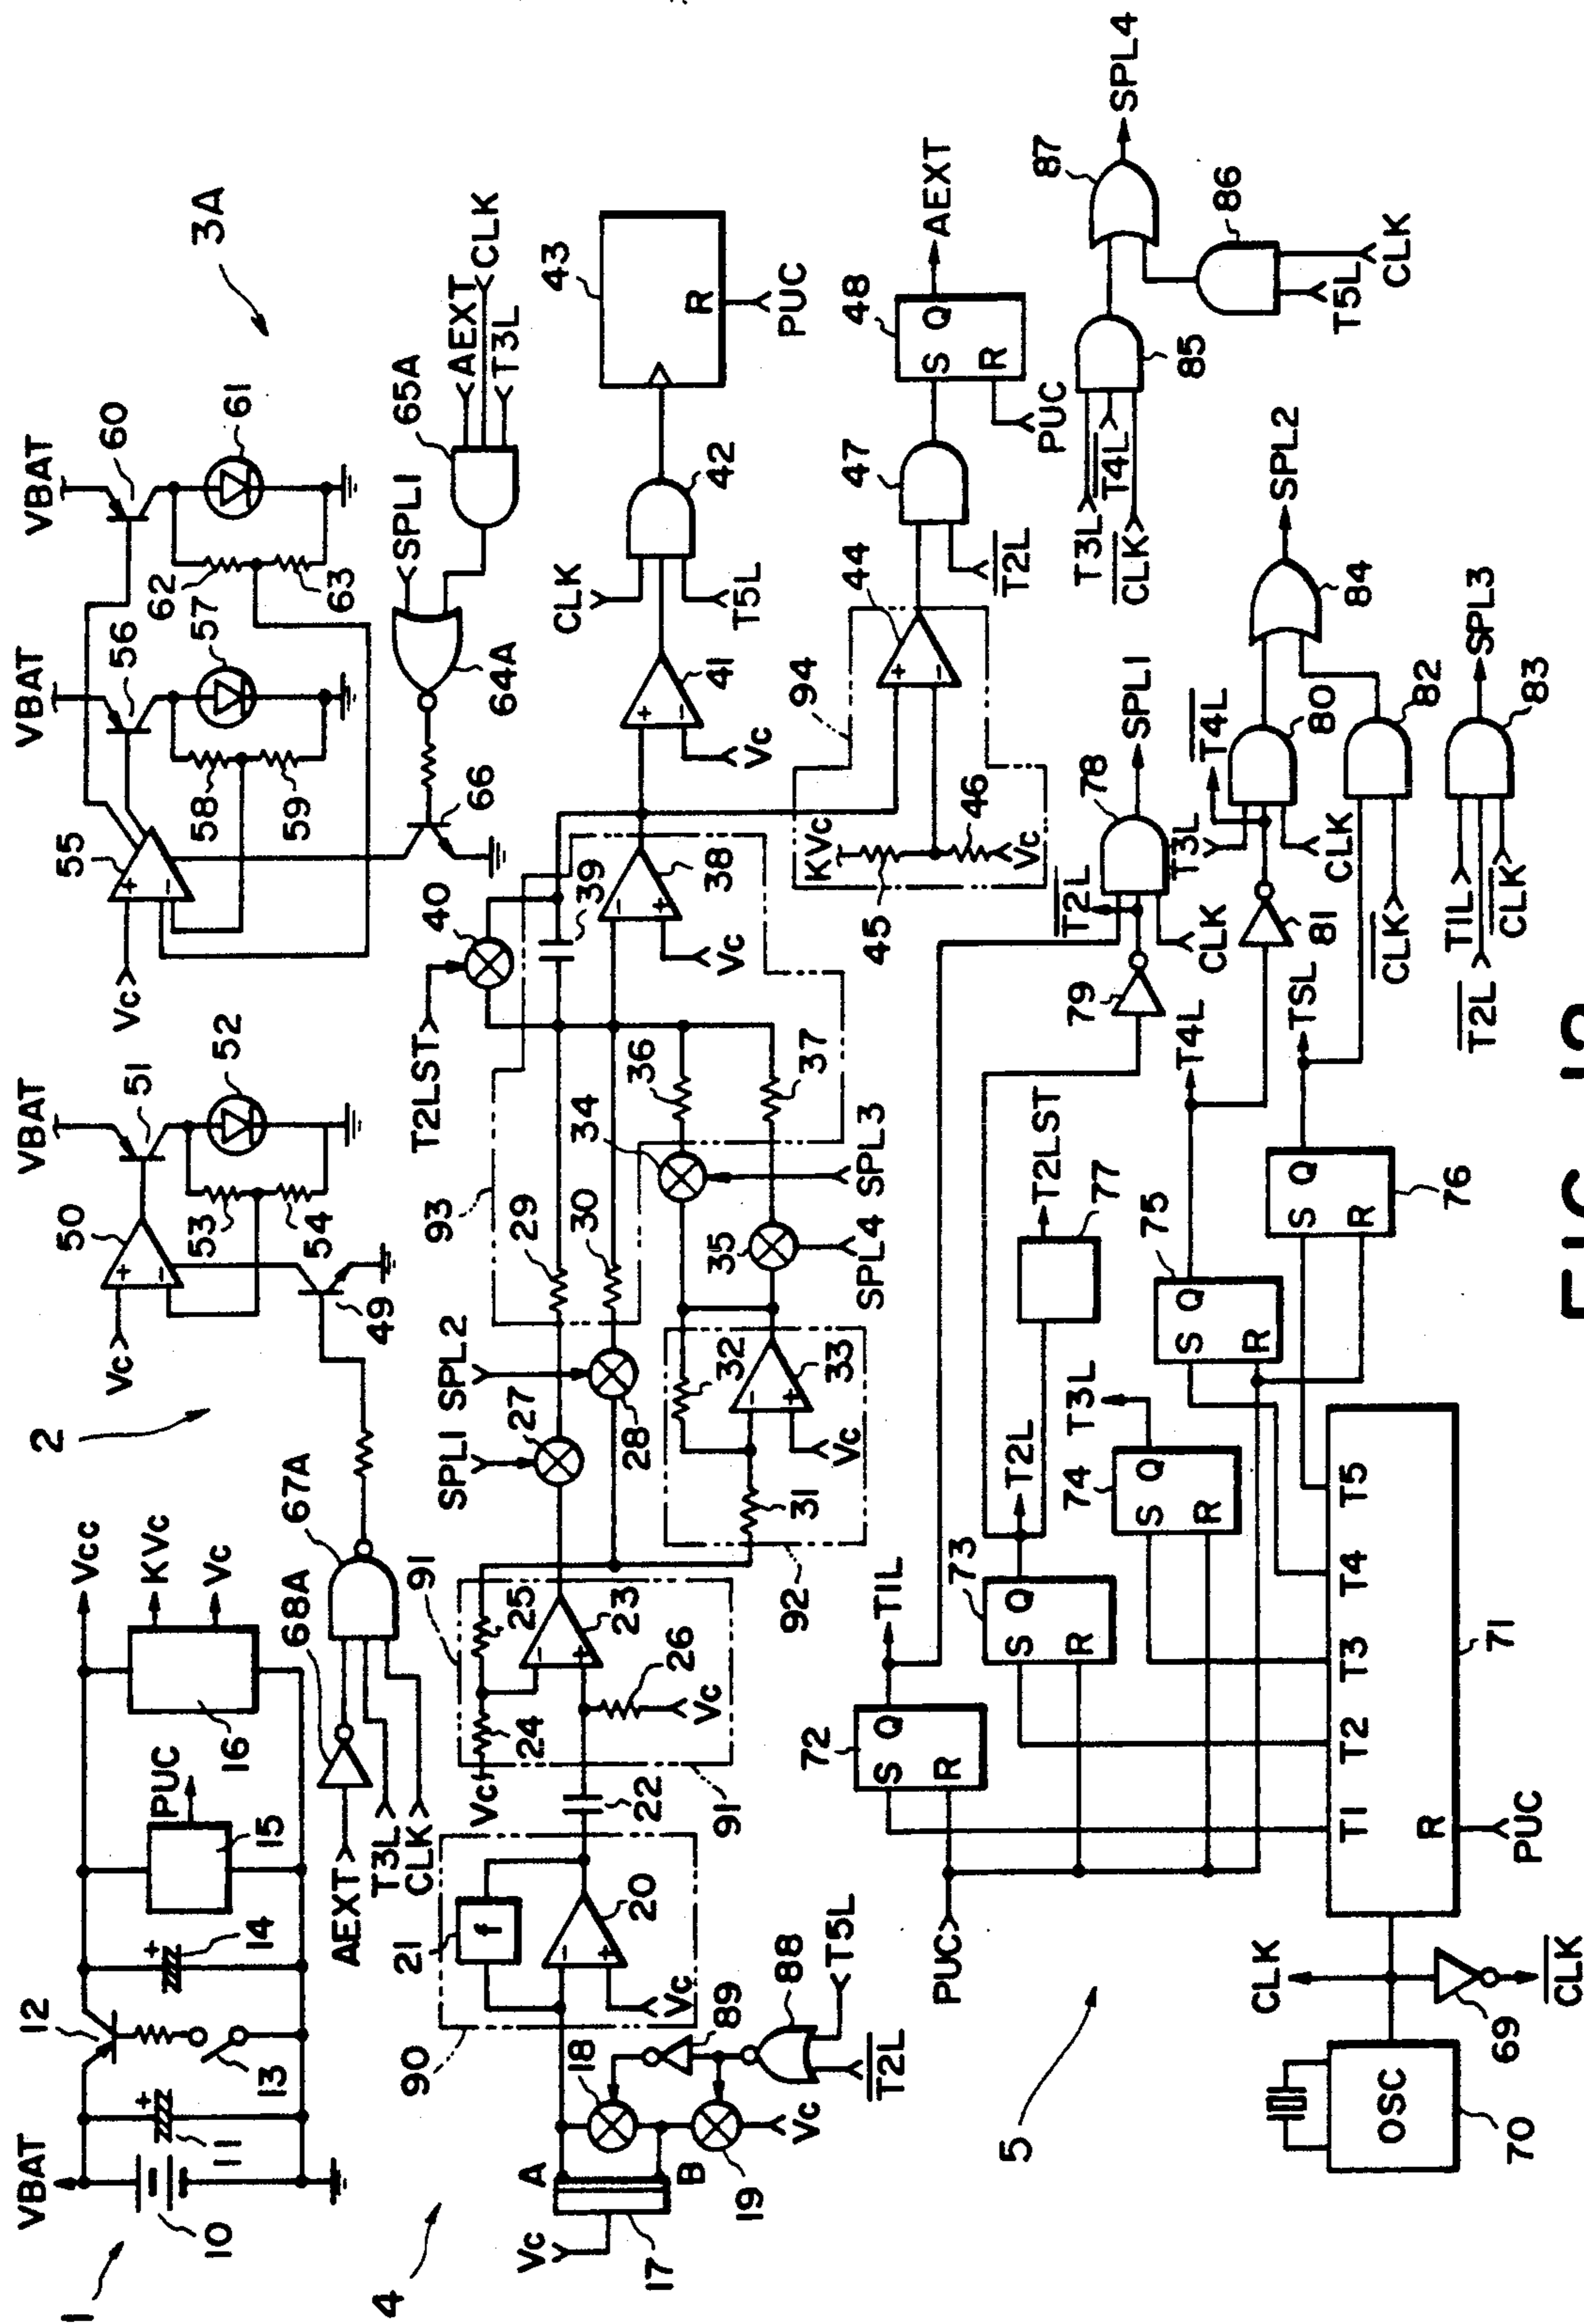 1
VBAT
10
11
12
13
14
15
PUC
16
Vcc
KVc
Vc
AEXT
T3L
CLK
68A
67A
2
Vc
50
VBAT
51
52
53
54
49
Vc
55
VBAT
56
57
58
59
VBAT
60
61
62
63
66
64A
SPL1
65A
AEXT
CLK
T3L
3A
4
Vc
17
A
B
18
19
Vc
90
21
f
20
Vc
89
88
T5L
T2L
22
91
91
24
25
23
26
Vc
Vc
SPL1
SPL2
27
28
31
32
33
92
Vc
93
29
30
34
35
SPL3
SPL4
36
37
T2LST
40
39
38
Vc
41
Vc
CLK
T5L
42
43
R
PUC
94
KVc
45
46
Vc
44
T2L
47
48
S
Q
R
PUC
AEXT
5
OSC
70
69
CLK
CLK
PUC
T1
T2
T3
T4
T5
R
PUC
71
72
S
Q
R
T1L
73
S
Q
R
T2L
74
S
Q
R
T3L
75
S
Q
R
T4L
76
S
Q
R
TSL
77
T2LST
79
T2L
CLK
78
SPL1
81
T3L
T4L
CLK
80
CLK
82
84
SPL2
T1L
T2L
CLK
83
SPL3
T3L
T4L
CLK
85
T5L
CLK
86
87
SPL4